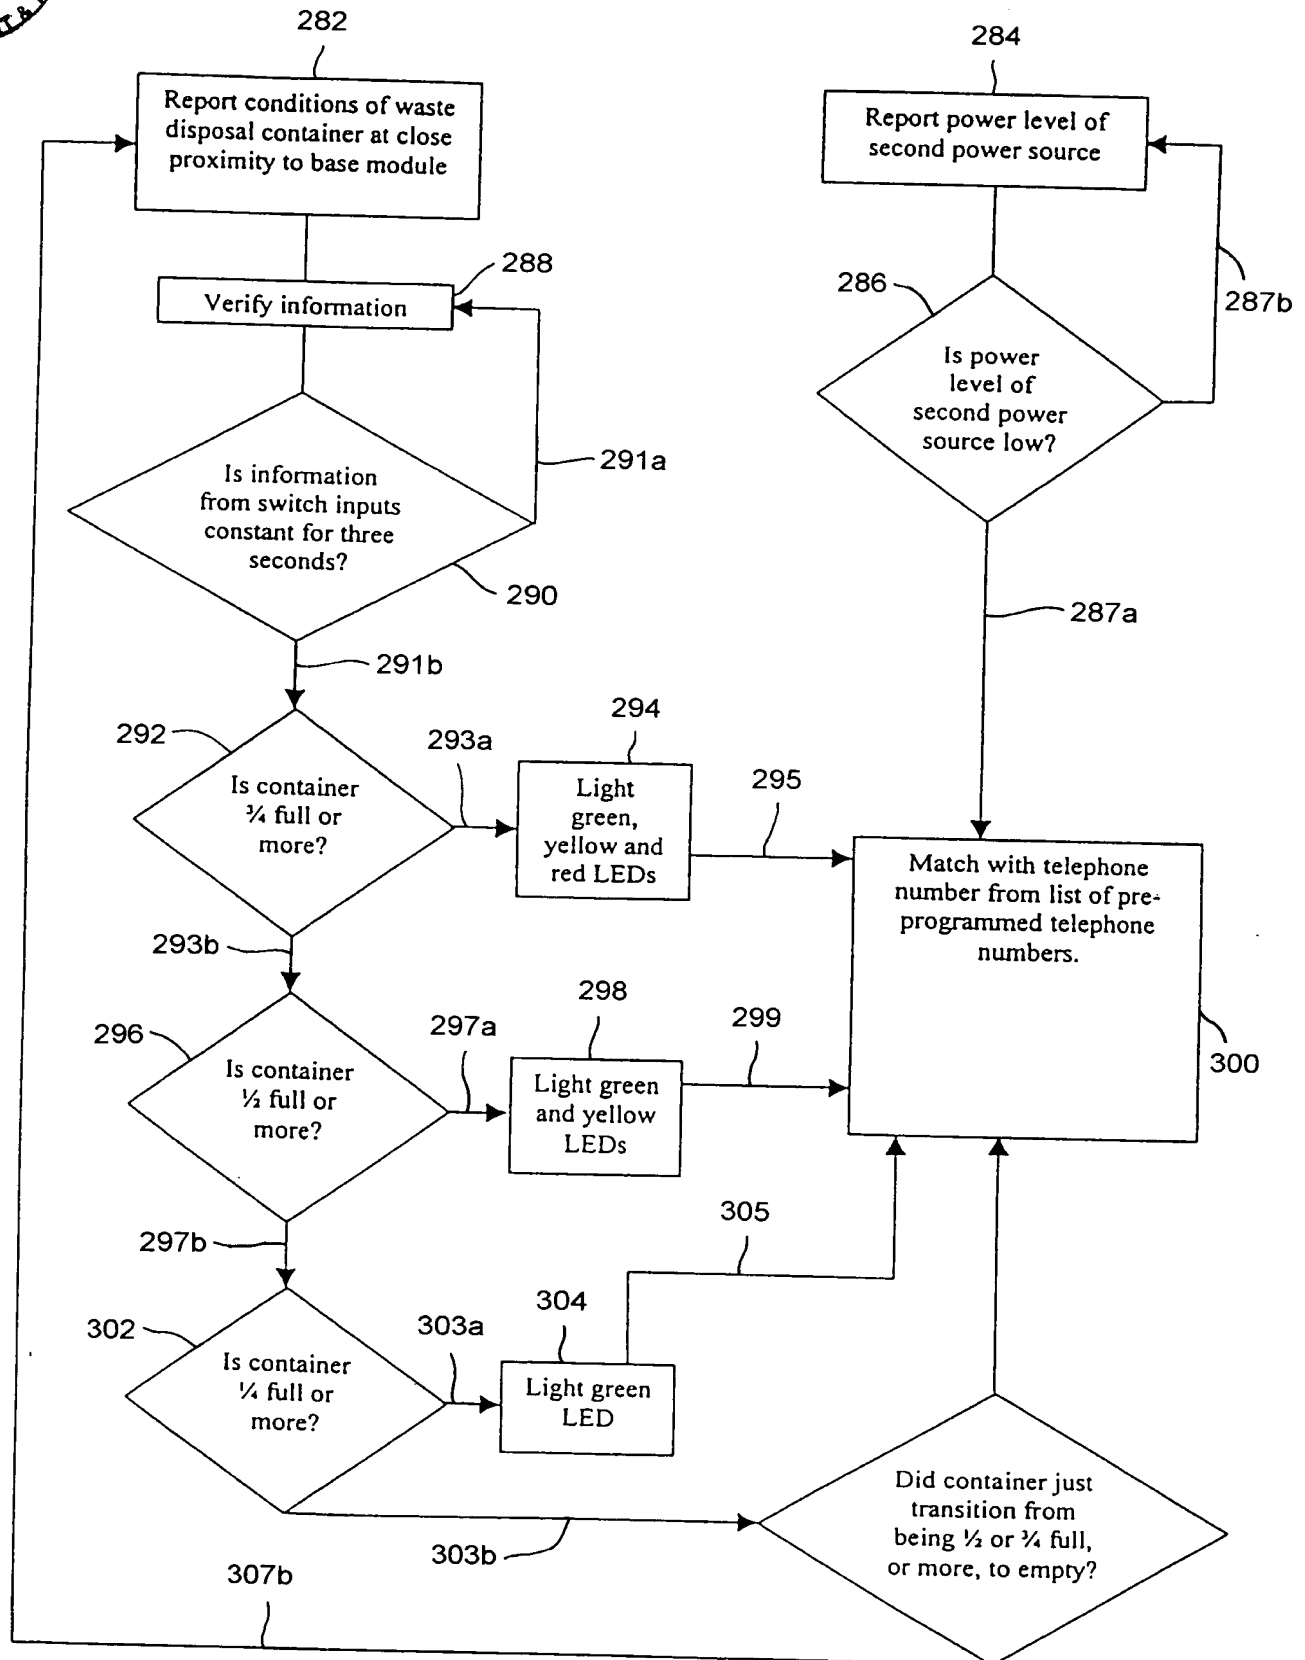 282
Report conditions of waste
disposal container at close
proximity to base module
288
Verify information
291a
Is information
from switch inputs
constant for three
seconds?
290
291b
292
Is container
¾ full or
more?
293a
294
Light
green,
yellow and
red LEDs
295
293b
296
Is container
½ full or
more?
297a
298
Light green
and yellow
LEDs
299
297b
302
Is container
¼ full or
more?
303a
304
Light green
LED
305
303b
307b
284
Report power level of
second power source
286
Is power
level of
second power
source low?
287b
287a
Match with telephone
number from list of pre-
programmed telephone
numbers.
300
Did container just
transition from
being ½ or ¾ full,
or more, to empty?